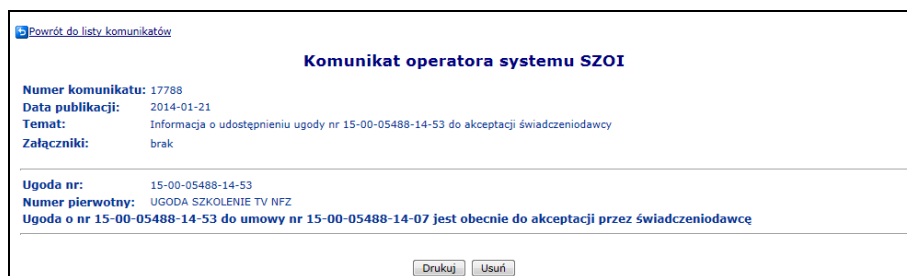 Powrót do listy komunikatów
Komunikat operatora systemu SZOI
Numer komunikatu: 17788
Data publikacji: 2014-01-21
Temat: Informacja o udostępnieniu ugody nr 15-00-05488-14-53 do akceptacji świadczeniodawcy
Załączniki: brak
Ugoda nr: 15-00-05488-14-53
Numer pierwotny: UGODA SZKOLENIE TV NFZ
Ugoda o nr 15-00-05488-14-53 do umowy nr 15-00-05488-14-07 jest obecnie do akceptacji przez świadczeniodawcę
Drukuj Usuń